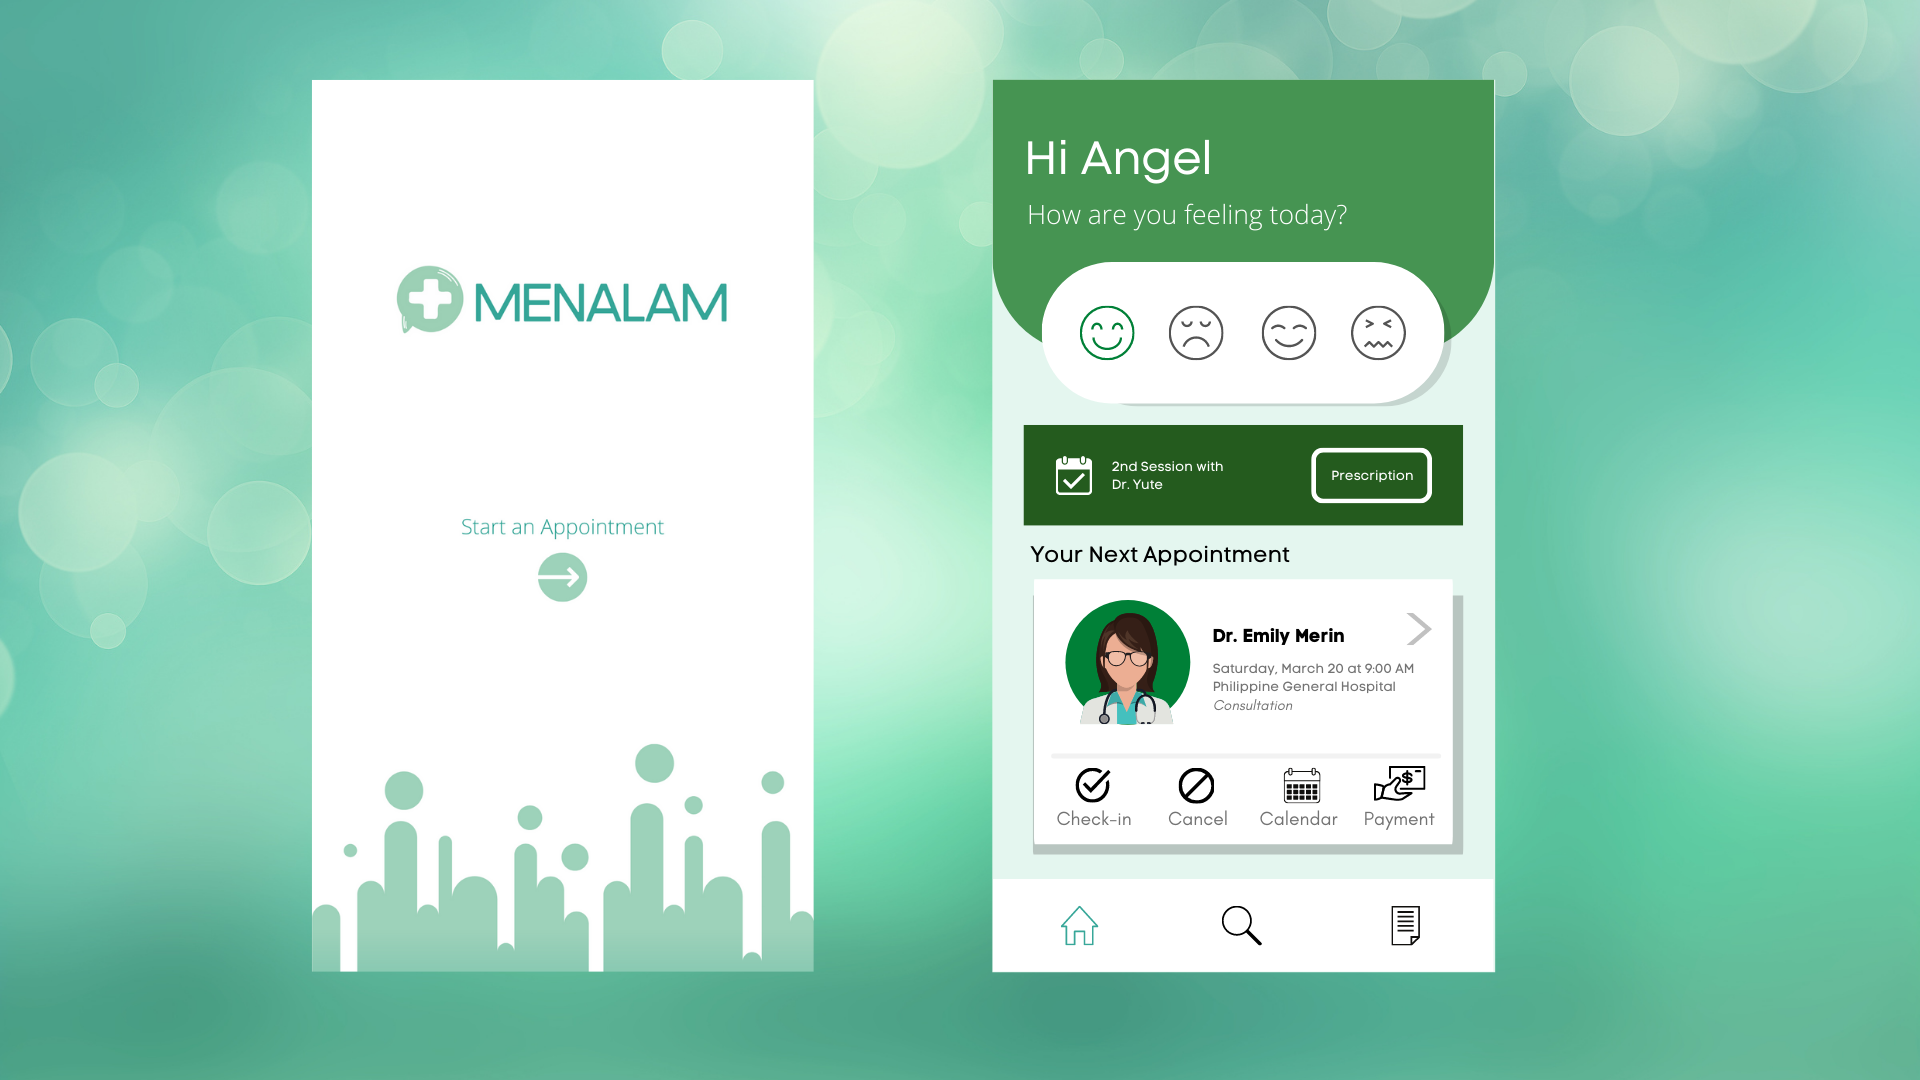 MENALAM
Start an Appointment
Hi Angel
How are you feeling today?
2nd Session with
Dr. Yute
Prescription
Your Next Appointment
Dr. Emily Merin
Saturday, March 20 at 9:00 AM
Philippine General Hospital
Consultation
Check-in
Cancel
Calendar
Payment